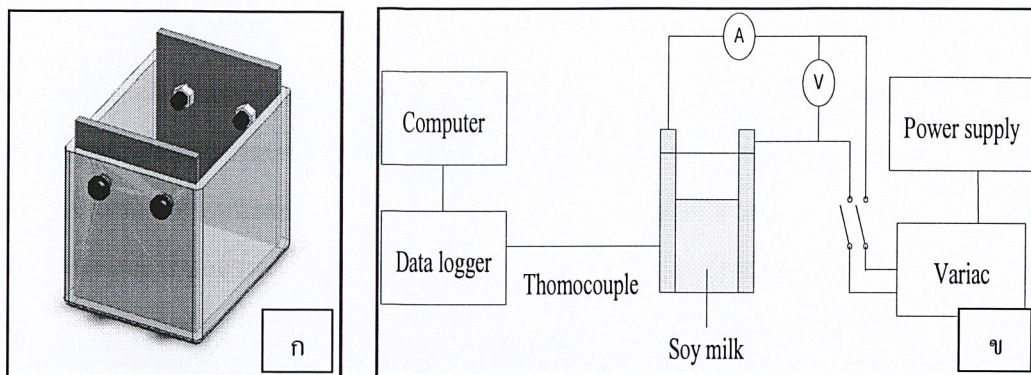 ก
A
V
Computer
Power supply
Data logger
Thomocouple
Variac
Soy milk
ข